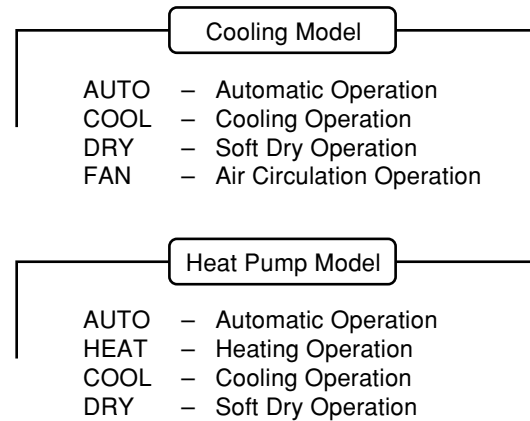 Cooling Model
AUTO – Automatic Operation
COOL – Cooling Operation
DRY – Soft Dry Operation
FAN – Air Circulation Operation
Heat Pump Model
AUTO – Automatic Operation
HEAT – Heating Operation
COOL – Cooling Operation
DRY – Soft Dry Operation